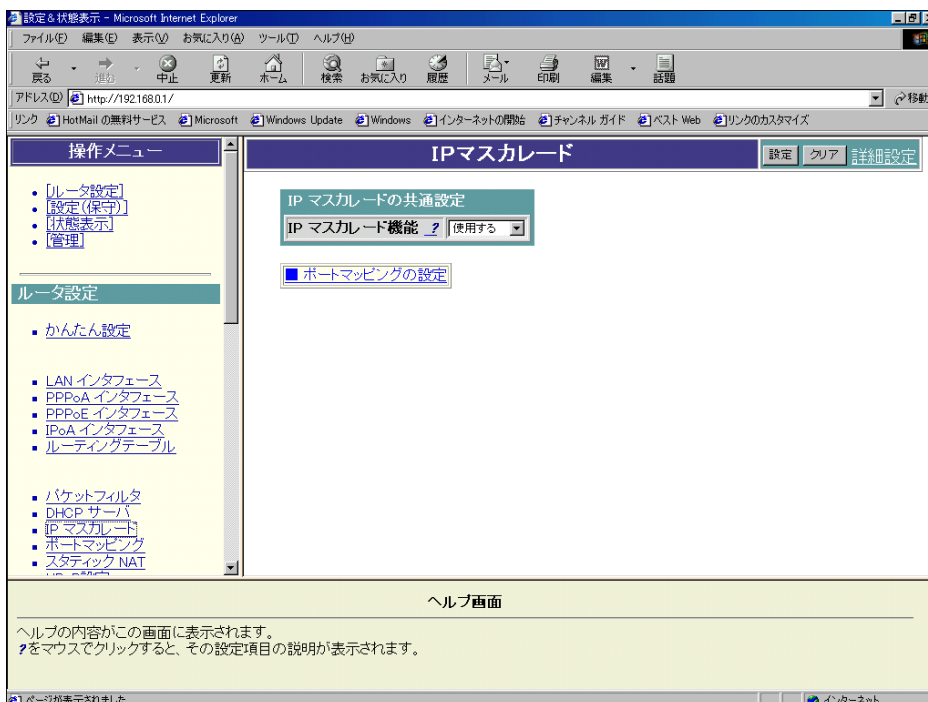 設定&状態表示 - Microsoft Internet Explorer
ファイル(F) 編集(E) 表示(V) お気に入り(A) ツール(T) ヘルプ(H)
戻る 進む 中止 更新 ホーム 検索 お気に入り 履歴 メール 印刷 編集 話題
アドレス(D) http://192.168.0.1/ 移動
リンク HotMail の無料サービス Microsoft Windows Update Windows インターネットの開始 チャンネル ガイド ベスト Web リンクのカスタマイズ
操作メニュー
[ルータ設定]
[設定(保守)]
[状態表示]
[管理]
ルータ設定
かんたん設定
LAN インタフェース
PPPoA インタフェース
PPPoE インタフェース
IPoA インタフェース
ルーティングテーブル
パケットフィルタ
DHCP サーバ
IP マスカレード
ポートマッピング
スタティック NAT
IPマスカレード 設定 クリア 詳細設定
IP マスカレードの共通設定
IP マスカレード機能 ? 使用する
■ ポートマッピングの設定
ヘルプ画面
ヘルプの内容がこの画面に表示されます。
?をマウスでクリックすると、その設定項目の説明が表示されます。
ページが表示されました インターネット